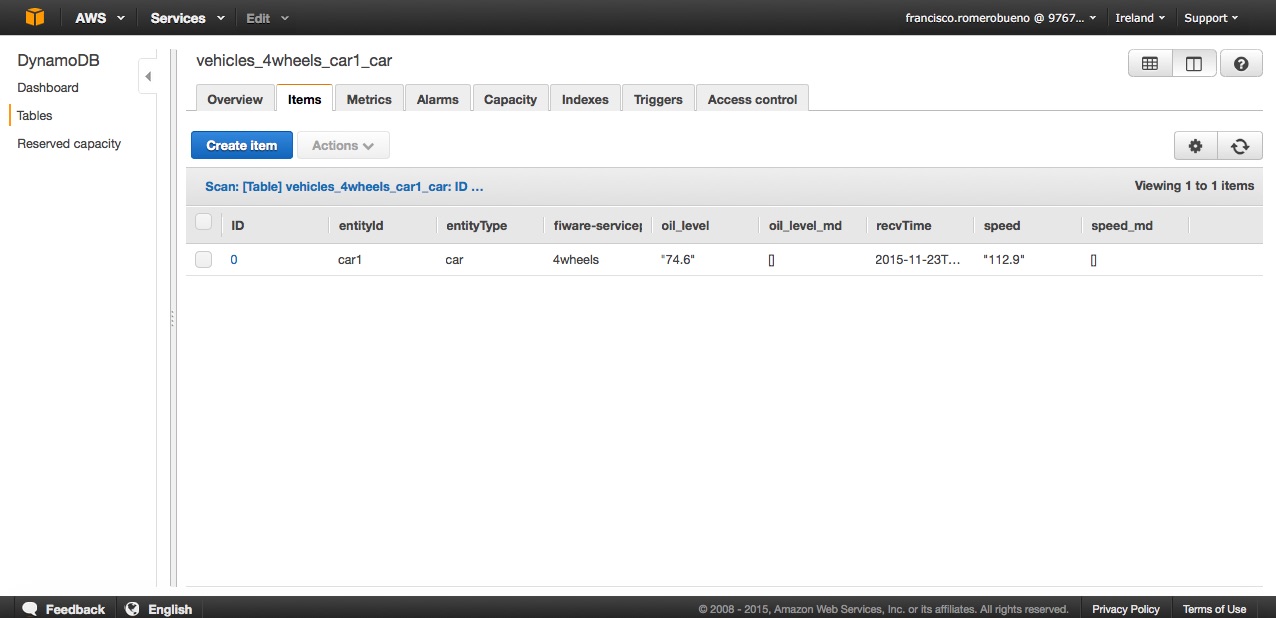 AWS Services Edit francisco.romerobueno @ 9767... Ireland Support
DynamoDB
Dashboard
Tables
Reserved capacity
vehicles_4wheels_car1_car
Overview Items Metrics Alarms Capacity Indexes Triggers Access control
Create item Actions
Scan: [Table] vehicles_4wheels_car1_car: ID ... Viewing 1 to 1 items
ID entityId entityType fiware-servicep oil_level oil_level_md recvTime speed speed_md
0 car1 car 4wheels "74.6" [] 2015-11-23T... "112.9" []
Feedback English © 2008 - 2015, Amazon Web Services, Inc. or its affiliates. All rights reserved. Privacy Policy Terms of Use